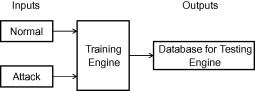 Inputs
Outputs
Normal
Training
Engine
Database for Testing
Engine
Attack